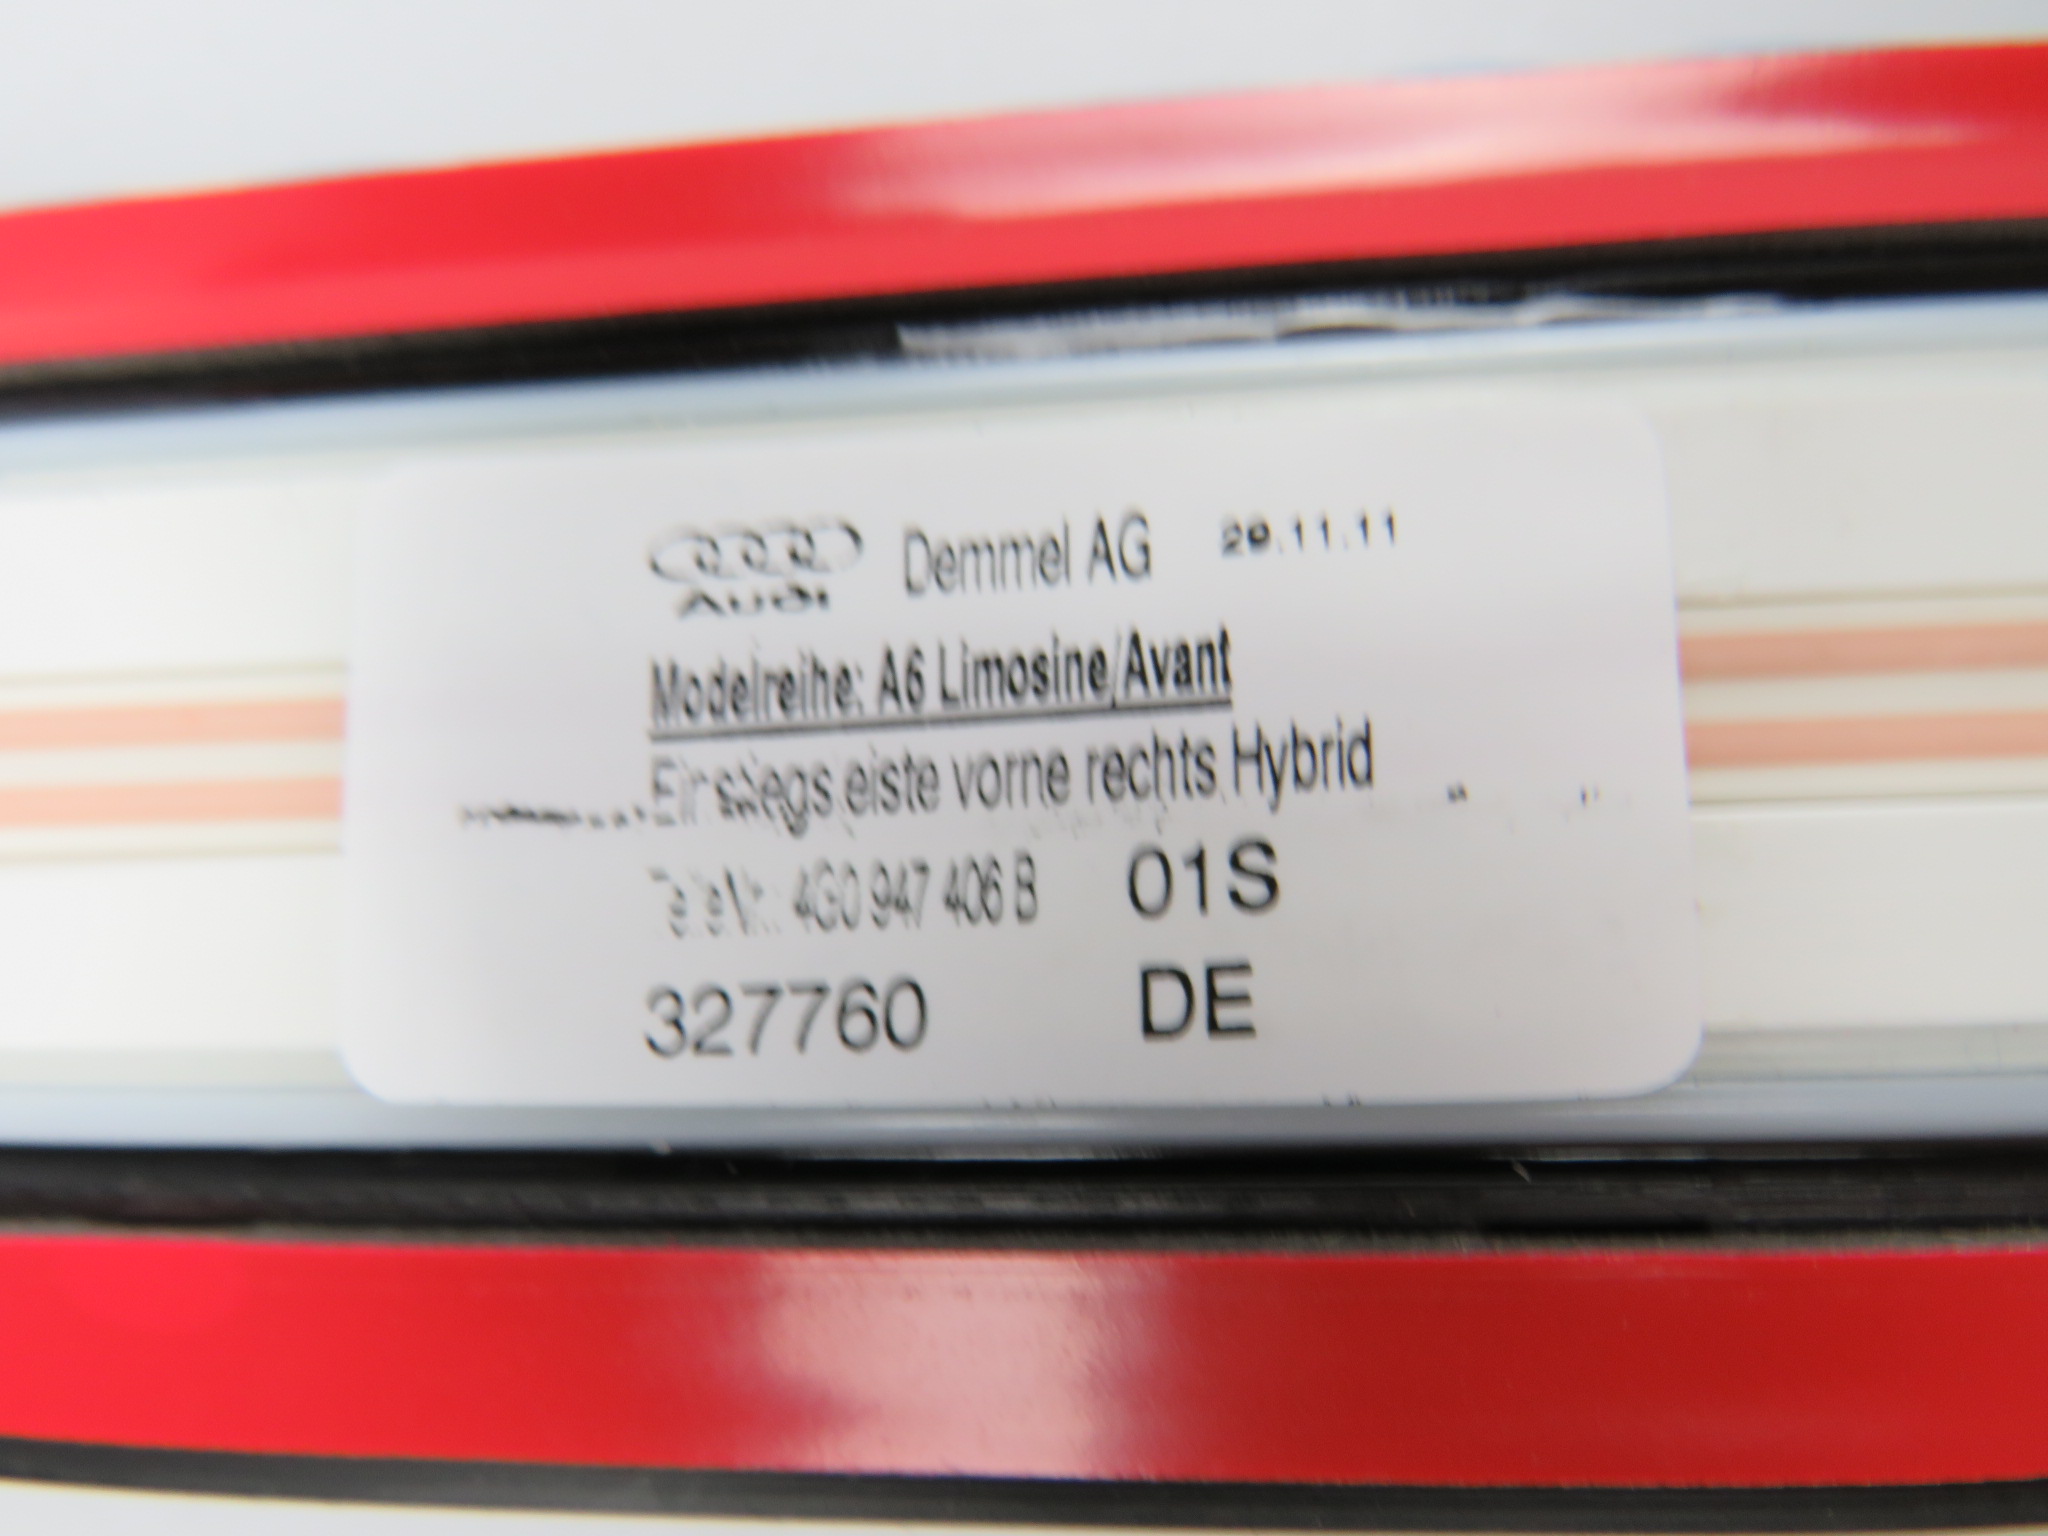 Audi Demmel AG 29.11.11
Modelreihe: A6 Limosine/Avant
Einstiegsleiste vorne rechts Hybrid
Teile Nr.: 4G0 947 406 B 01S
327760 DE